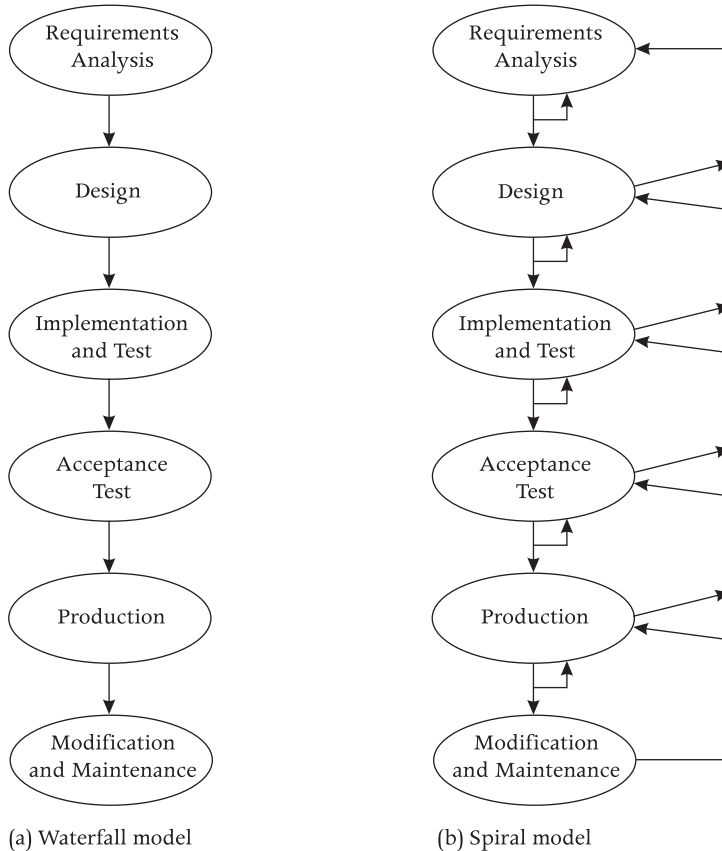 Requirements
Analysis
Design
Implementation
and Test
Acceptance
Test
Production
Modification
and Maintenance
(a) Waterfall model
Requirements
Analysis
Design
Implementation
and Test
Acceptance
Test
Production
Modification
and Maintenance
(b) Spiral model